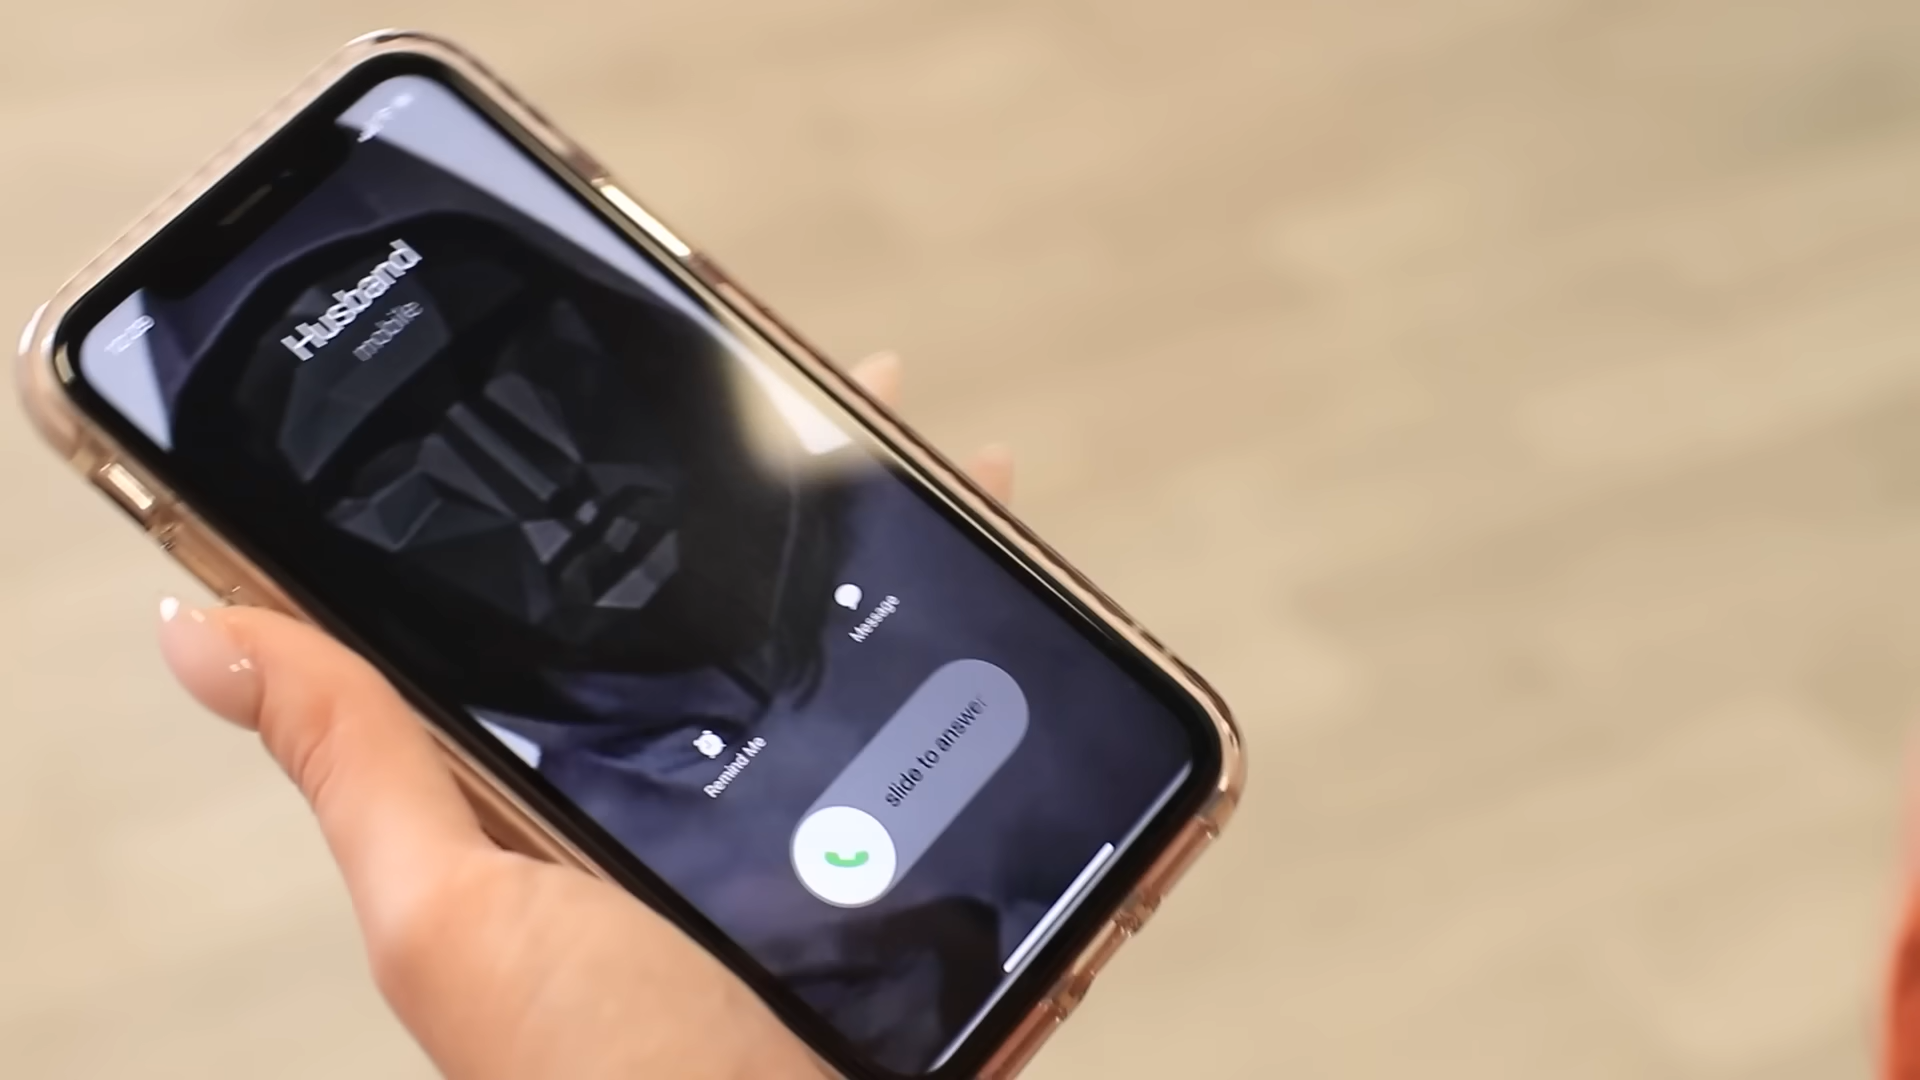 Husband
mobile
Message
Remind Me
slide to answer